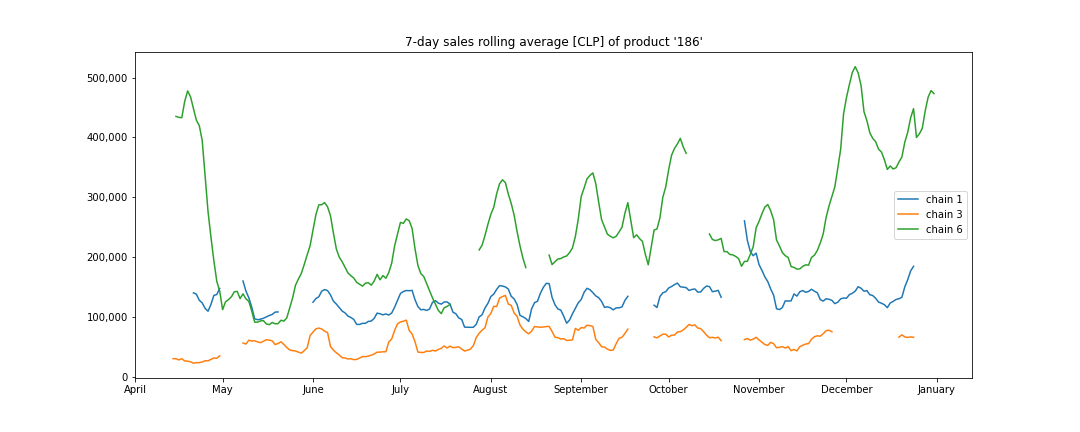 7-day sales rolling average [CLP] of product '186'
500,000
400,000
300,000
200,000
100,000
0
chain 1
chain 3
chain 6
April May June July August September October November December January